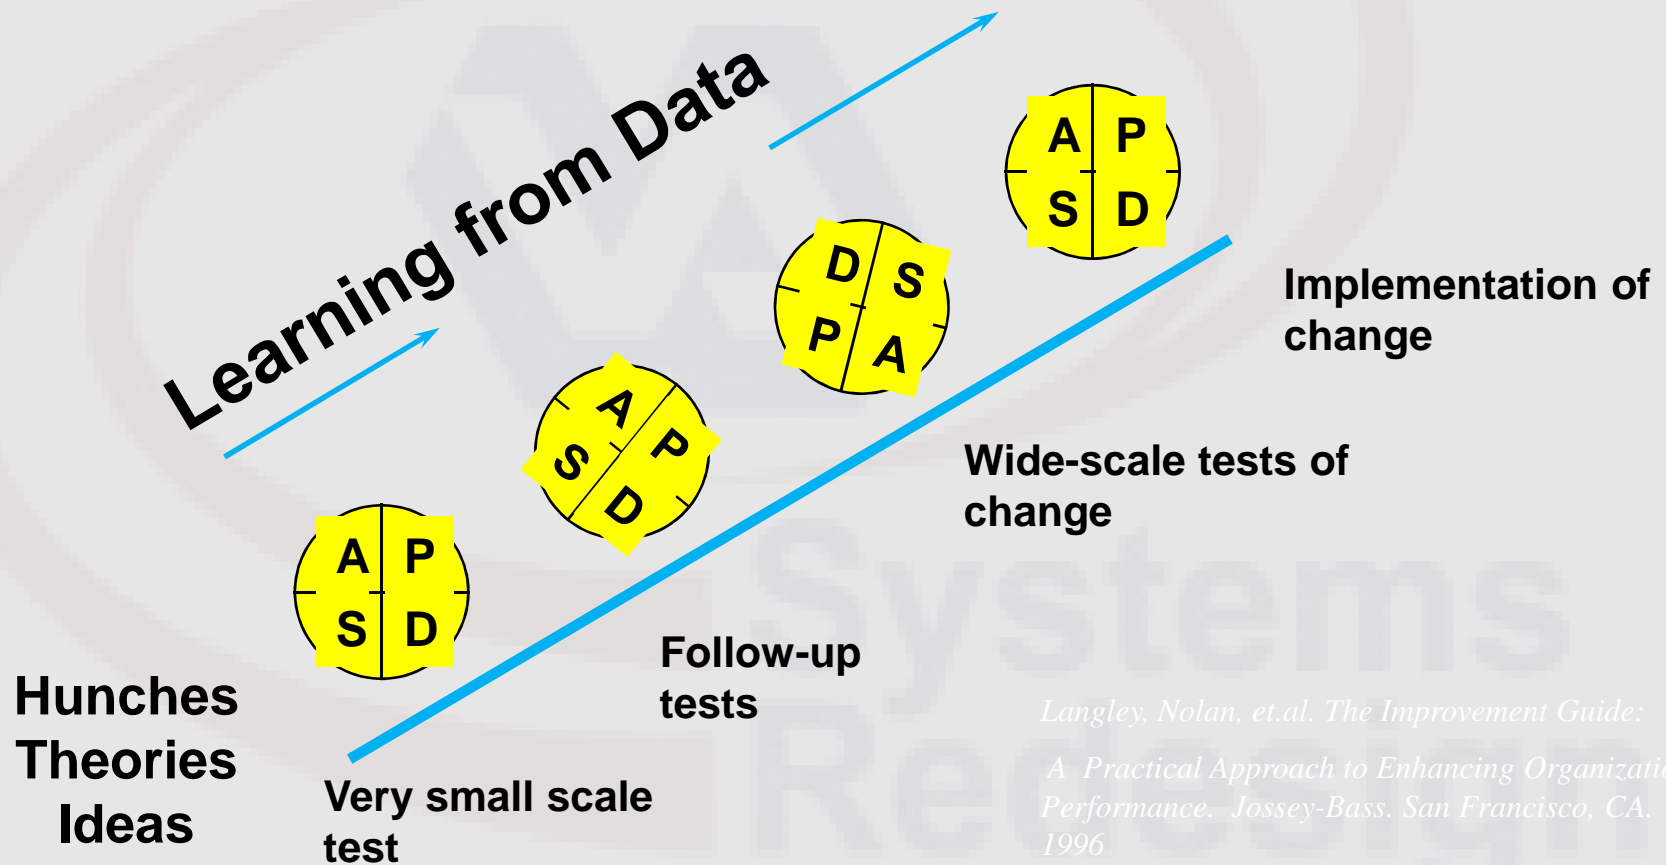 Learning from Data
A P
S D
D S
P A
A P
S D
A P
S D
Implementation of
change
Wide-scale tests of
change
Follow-up
tests
Very small scale
test
Hunches
Theories
Ideas
Systems
Redesign
Langley, Nolan, et.al. The Improvement Guide:
A Practical Approach to Enhancing Organizatio
Performance. Jossey-Bass. San Francisco, CA.
1996